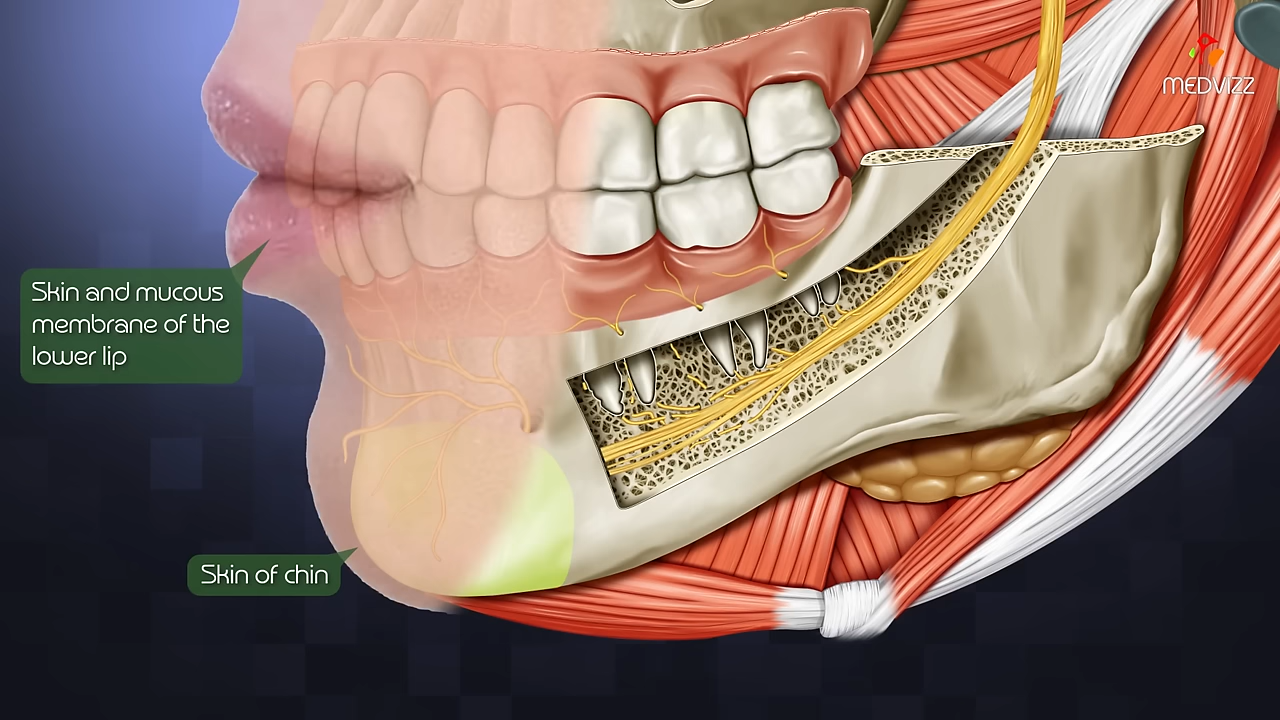 MEDVIZZ
Skin and mucous
membrane of the
lower lip
Skin of chin